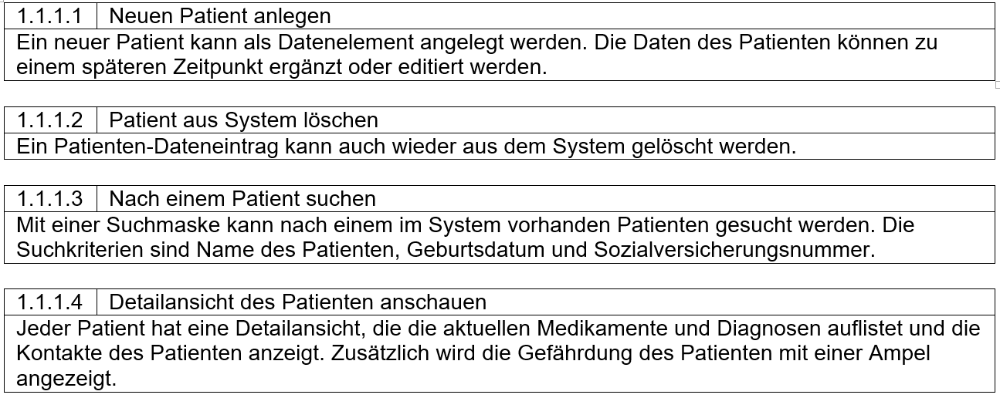 1.1.1.1 Neuen Patient anlegen
Ein neuer Patient kann als Datenelement angelegt werden. Die Daten des Patienten können zu
einem späteren Zeitpunkt ergänzt oder editiert werden.
1.1.1.2 Patient aus System löschen
Ein Patienten-Dateneintrag kann auch wieder aus dem System gelöscht werden.
1.1.1.3 Nach einem Patient suchen
Mit einer Suchmaske kann nach einem im System vorhanden Patienten gesucht werden. Die
Suchkriterien sind Name des Patienten, Geburtsdatum und Sozialversicherungsnummer.
1.1.1.4 Detailansicht des Patienten anschauen
Jeder Patient hat eine Detailansicht, die die aktuellen Medikamente und Diagnosen auflistet und die
Kontakte des Patienten anzeigt. Zusätzlich wird die Gefährdung des Patienten mit einer Ampel
angezeigt.